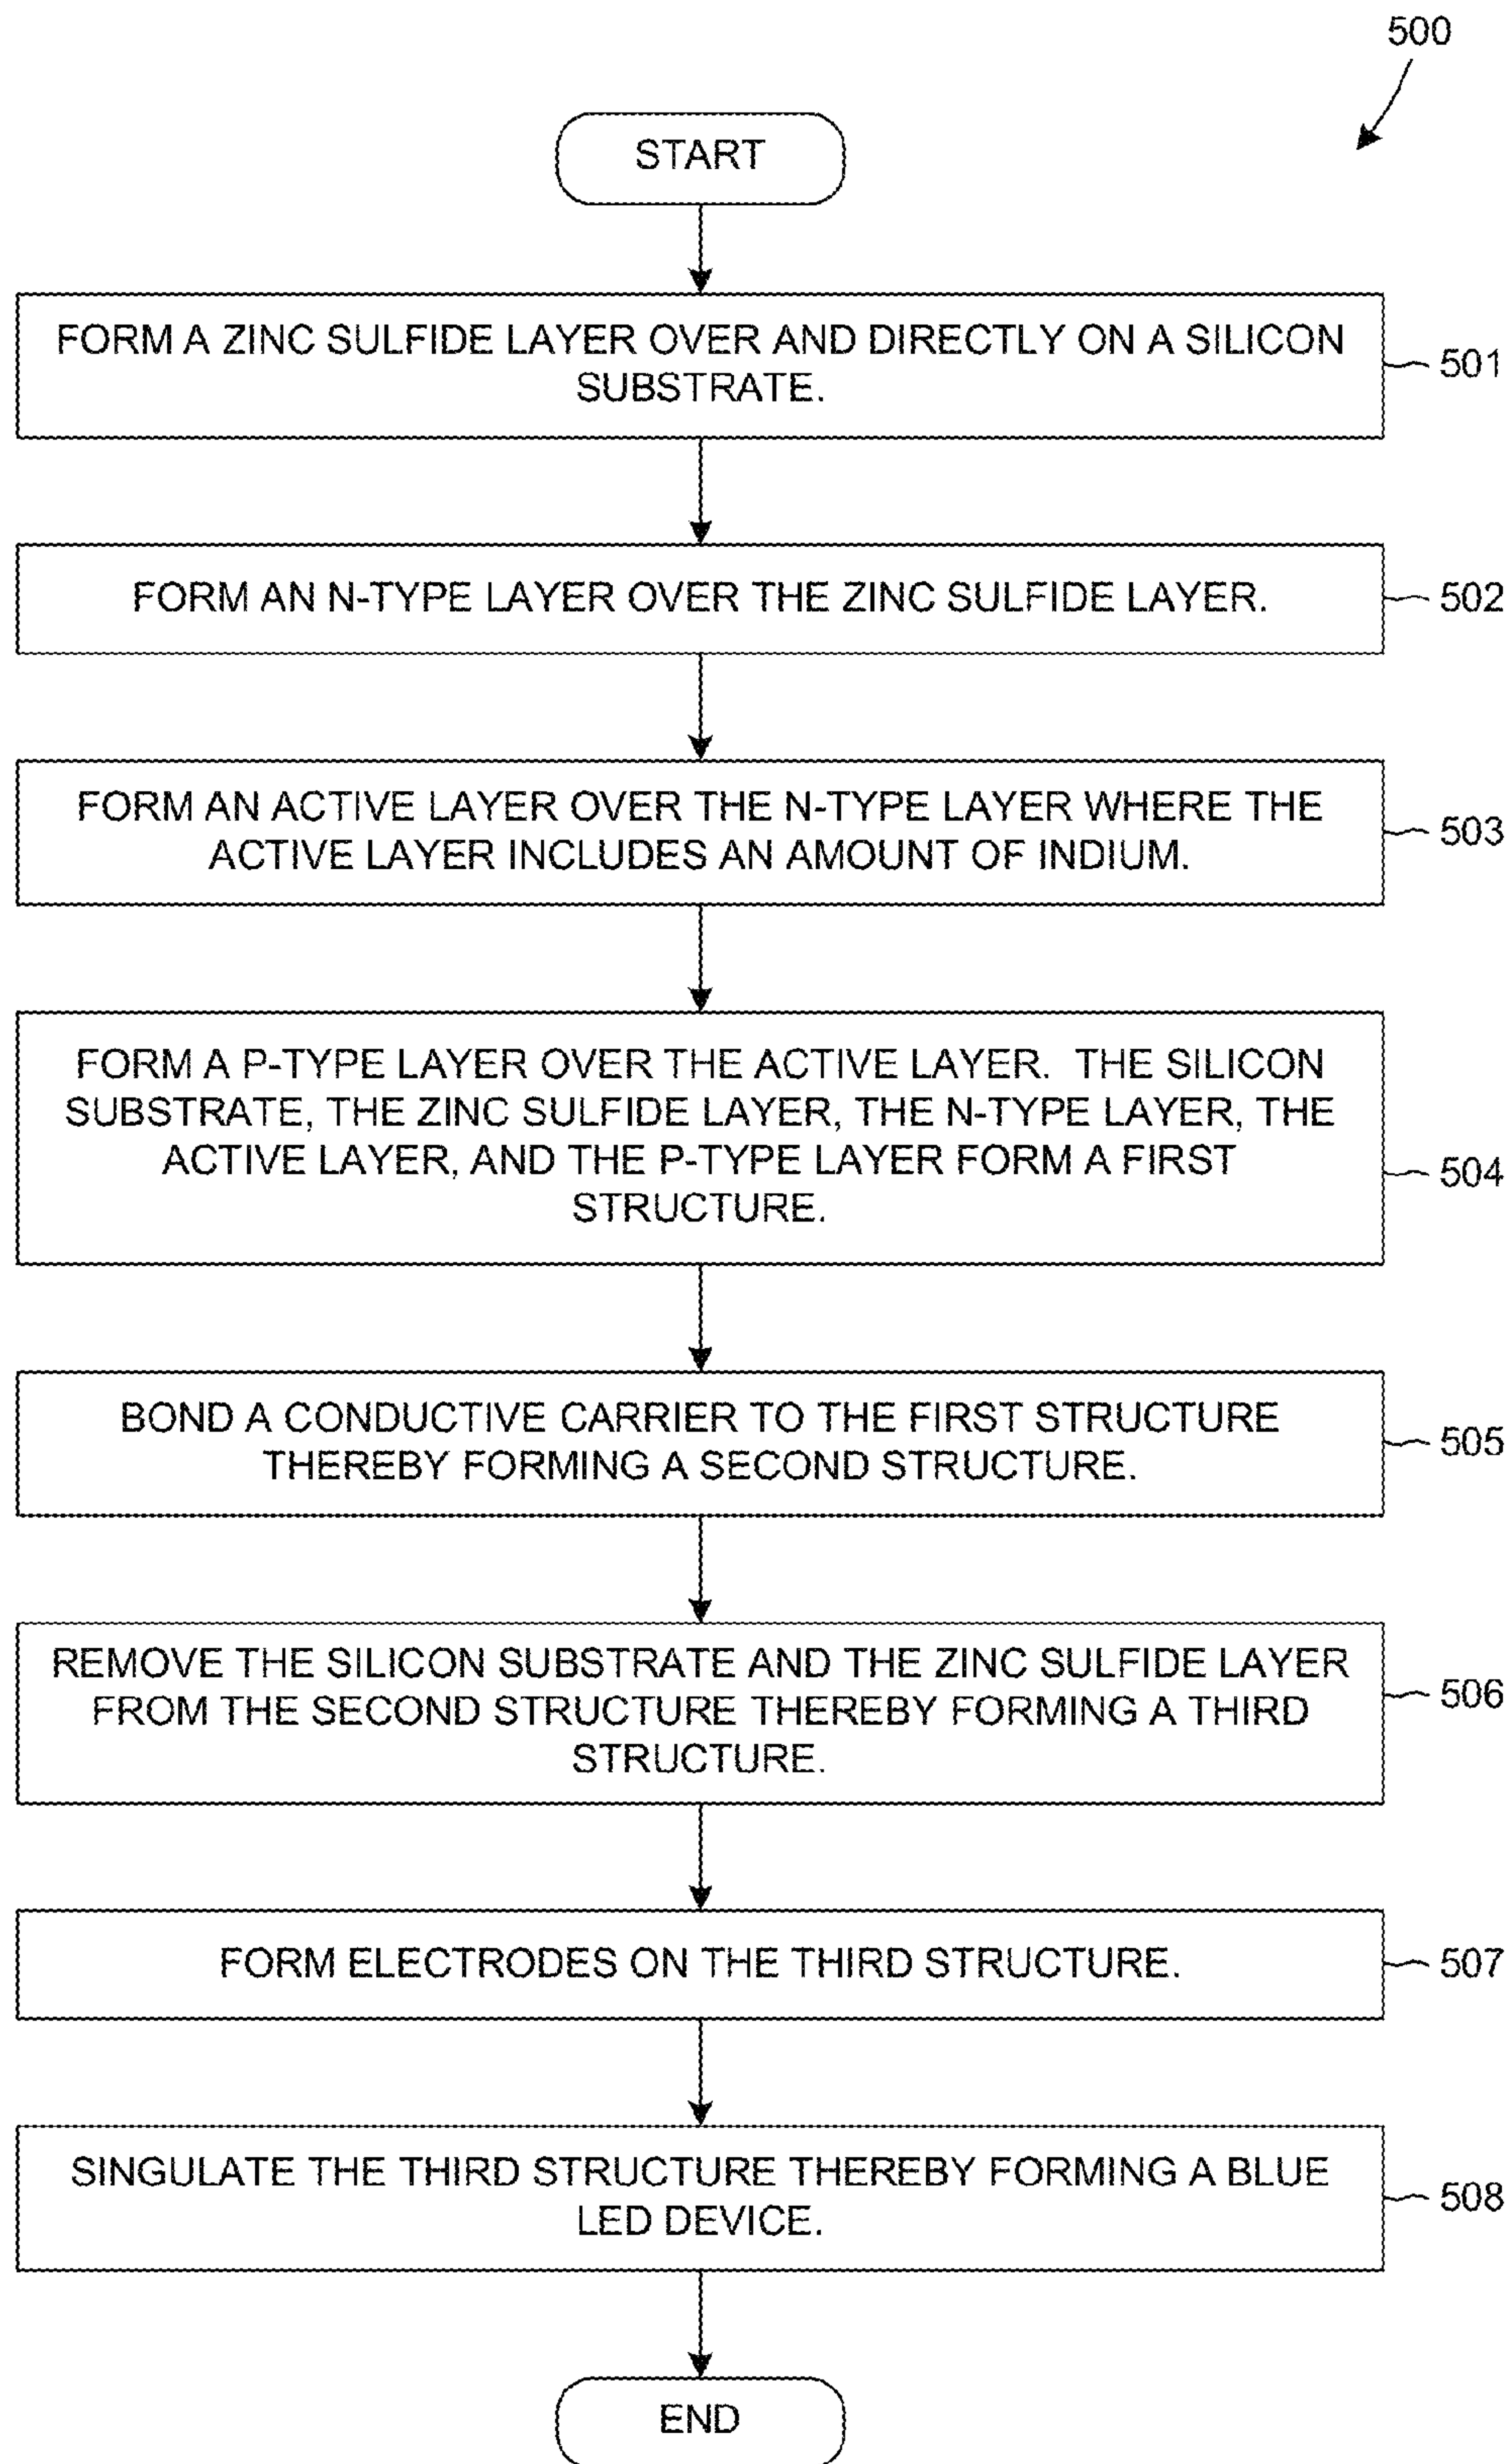 500
START
FORM A ZINC SULFIDE LAYER OVER AND DIRECTLY ON A SILICON
SUBSTRATE.
501
FORM AN N-TYPE LAYER OVER THE ZINC SULFIDE LAYER.
502
FORM AN ACTIVE LAYER OVER THE N-TYPE LAYER WHERE THE
ACTIVE LAYER INCLUDES AN AMOUNT OF INDIUM.
503
FORM A P-TYPE LAYER OVER THE ACTIVE LAYER. THE SILICON
SUBSTRATE, THE ZINC SULFIDE LAYER, THE N-TYPE LAYER, THE
ACTIVE LAYER, AND THE P-TYPE LAYER FORM A FIRST
STRUCTURE.
504
BOND A CONDUCTIVE CARRIER TO THE FIRST STRUCTURE
THEREBY FORMING A SECOND STRUCTURE.
505
REMOVE THE SILICON SUBSTRATE AND THE ZINC SULFIDE LAYER
FROM THE SECOND STRUCTURE THEREBY FORMING A THIRD
STRUCTURE.
506
FORM ELECTRODES ON THE THIRD STRUCTURE.
507
SINGULATE THE THIRD STRUCTURE THEREBY FORMING A BLUE
LED DEVICE.
508
END